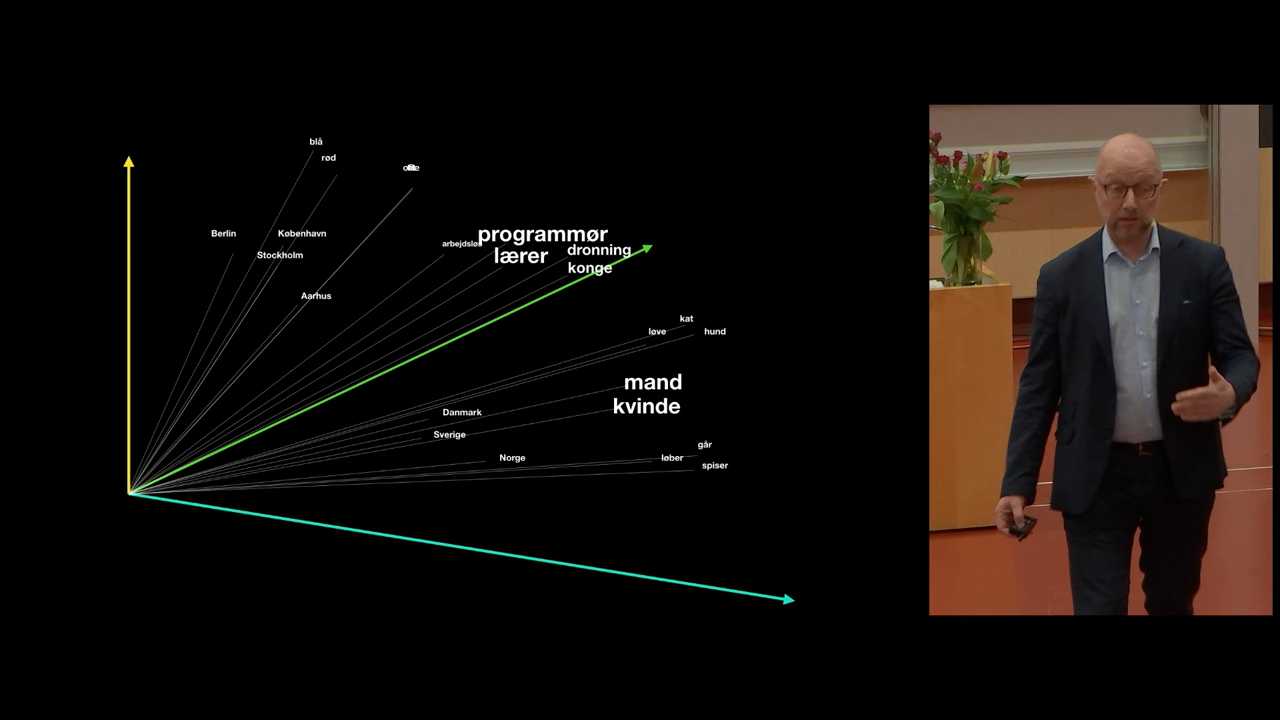 blå
rød
Berlin
København
Stockholm
Aarhus
programmør
lærer
dronning
konge
kat
løve
hund
mand
kvinde
Danmark
Sverige
Norge
går
løber
spiser